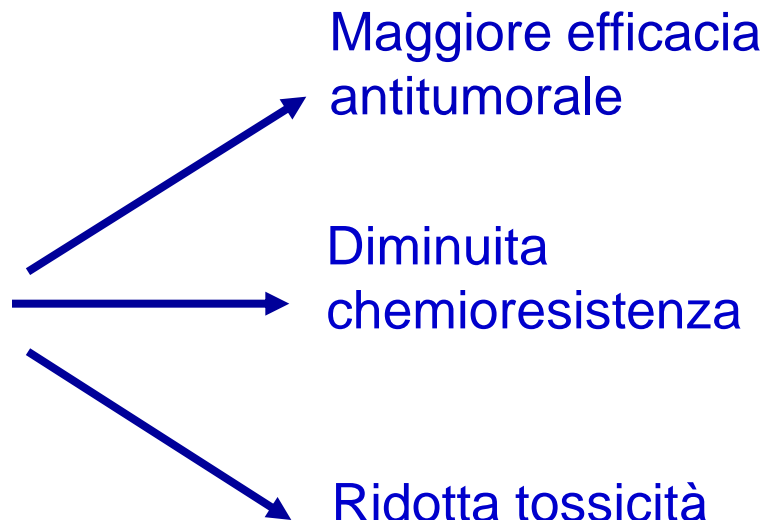 Maggiore efficacia
antitumorale
Diminuita
chemioresistenza
Ridotta tossicità